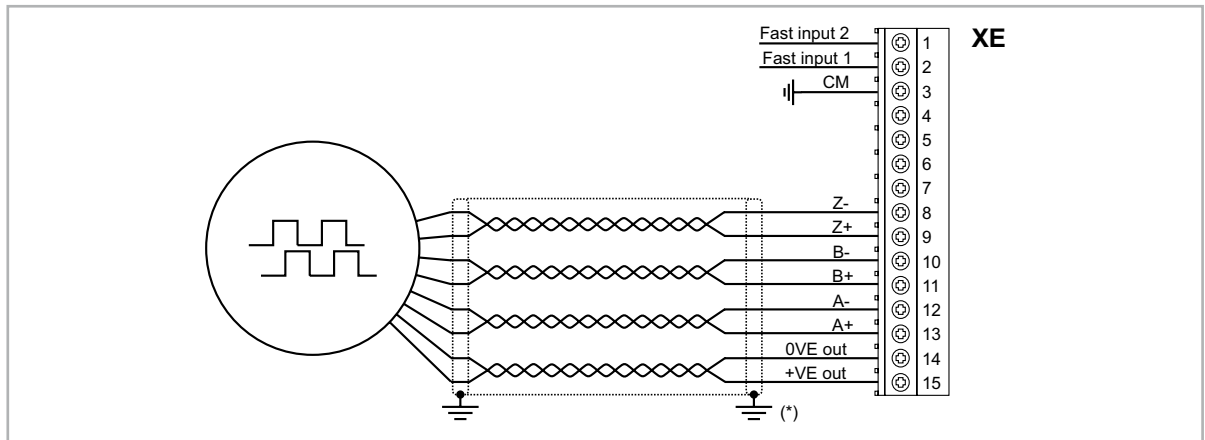 XE
Fast input 2 1
Fast input 1 2
CM 3
4
5
6
7
Z- 8
Z+ 9
B- 10
B+ 11
A- 12
A+ 13
0VE out 14
+VE out 15
(*)